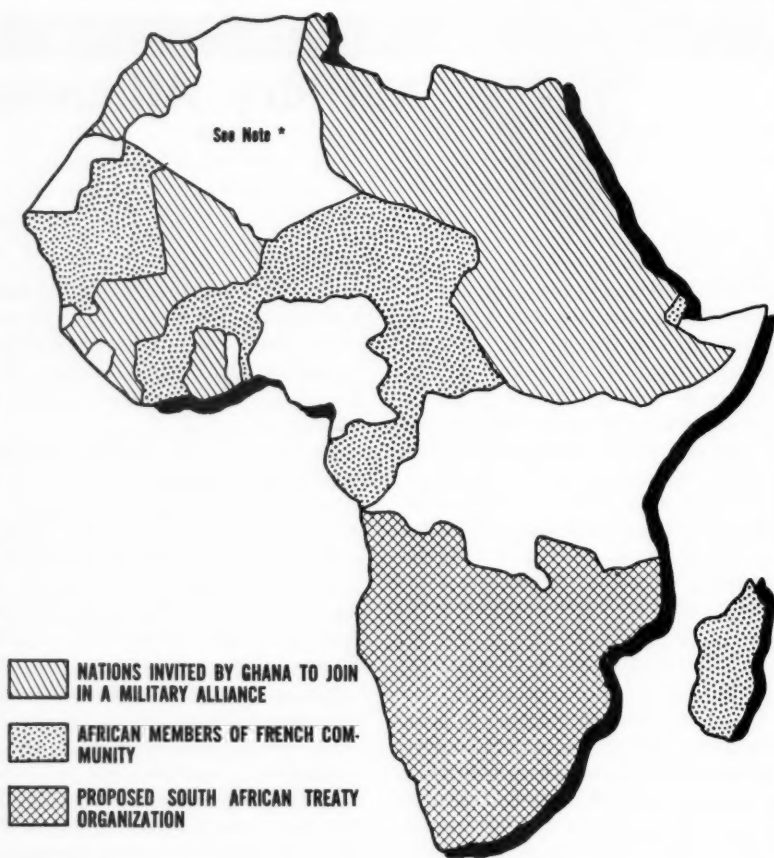 See Note *
NATIONS INVITED BY GHANA TO JOIN
IN A MILITARY ALLIANCE
AFRICAN MEMBERS OF FRENCH COM-
MUNITY
PROPOSED SOUTH AFRICAN TREATY
ORGANIZATION